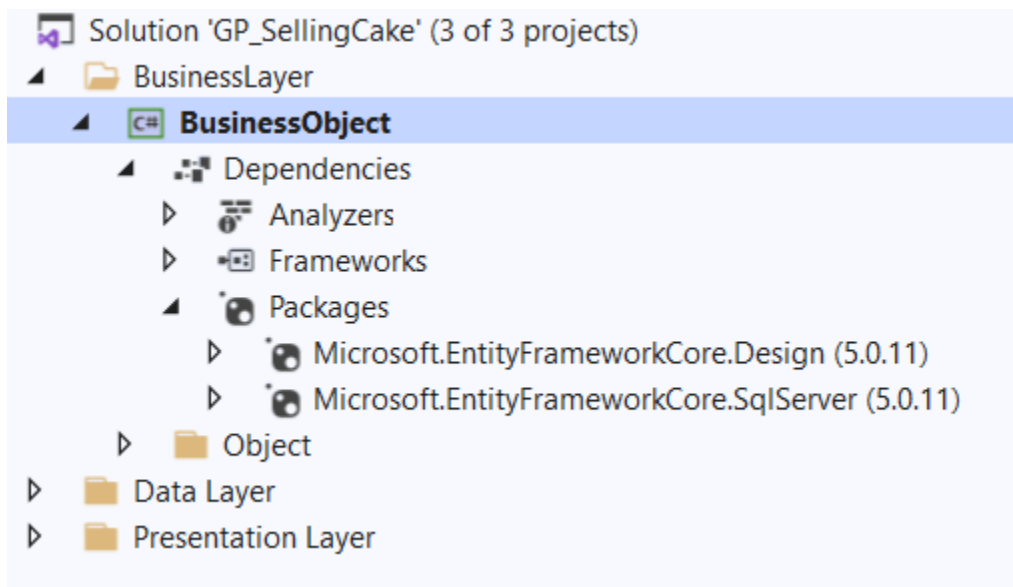 Solution 'GP_SellingCake' (3 of 3 projects)
BusinessLayer
C# BusinessObject
Dependencies
Analyzers
Frameworks
Packages
Microsoft.EntityFrameworkCore.Design (5.0.11)
Microsoft.EntityFrameworkCore.SqlServer (5.0.11)
Object
Data Layer
Presentation Layer